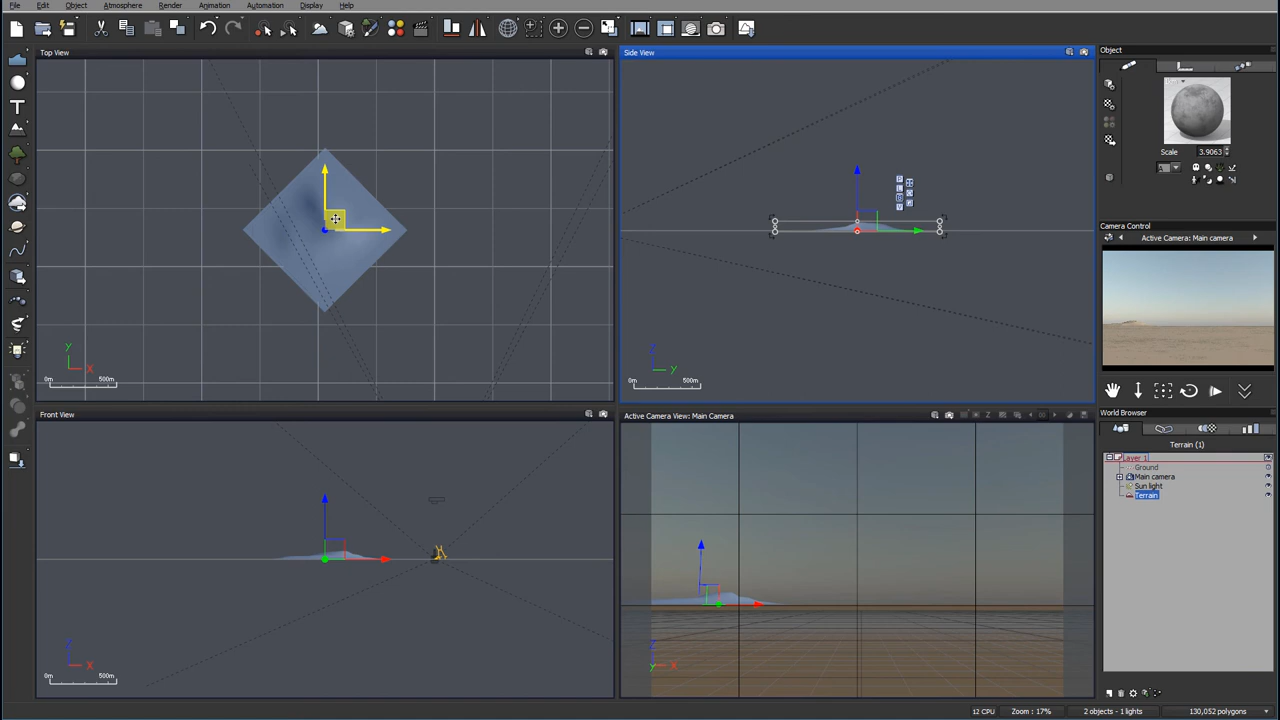 File Edit Object Atmosphere Render Animation Automation Display Help
Top View
Side View
Object
Scale 3.9063
Camera Control
Active Camera: Main camera
Y
X
0m 500m
Z
Y
0m 500m
Front View
Active Camera View: Main Camera
World Browser
Terrain (1)
Layer 1
Ground
Main camera
Sun light
Terrain
Z
X
0m 500m
Z
Y
X
12 CPU Zoom : 17% 2 objects - 1 lights 130,052 polygons